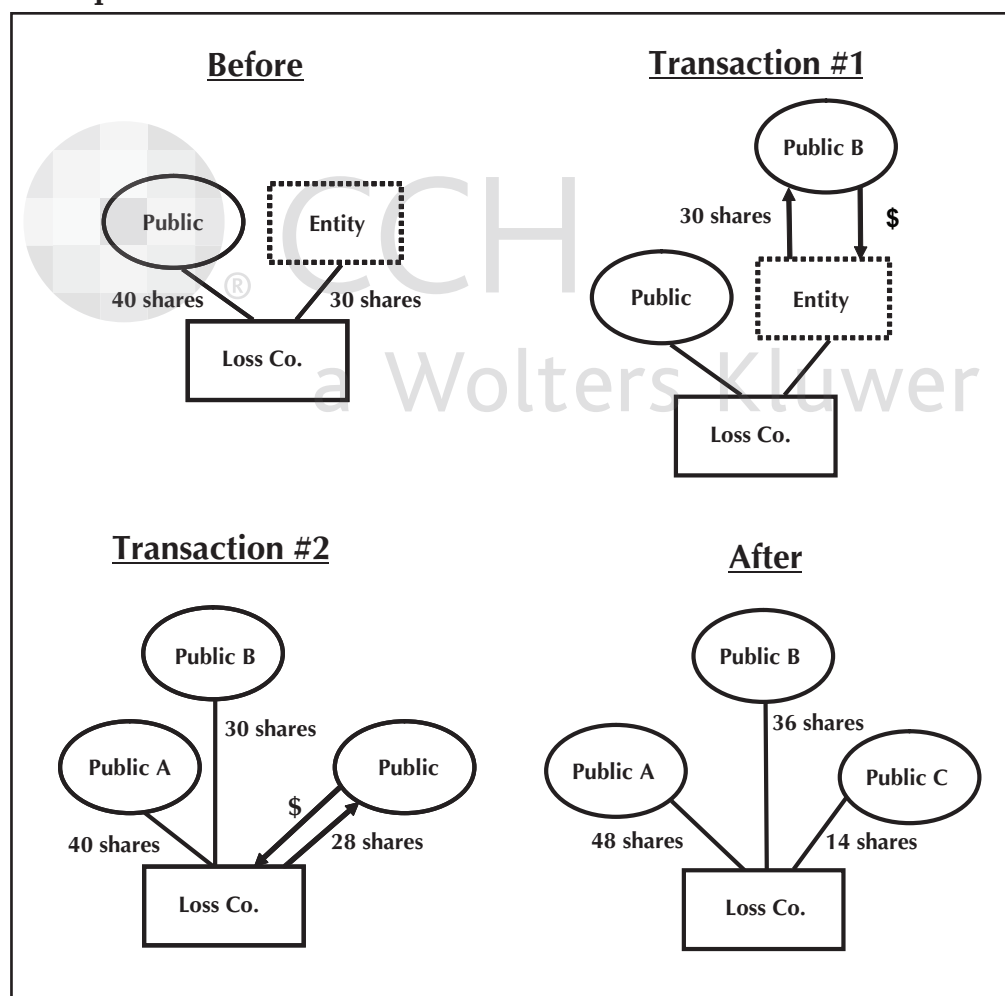 Before
Public
Entity
40 shares
30 shares
Loss Co.
Transaction #1
Public B
30 shares
$
Public
Entity
Loss Co.
Transaction #2
Public B
30 shares
Public A
Public
$
40 shares
28 shares
Loss Co.
After
Public B
36 shares
Public A
Public C
48 shares
14 shares
Loss Co.
® CCH
a Wolters Kluwer